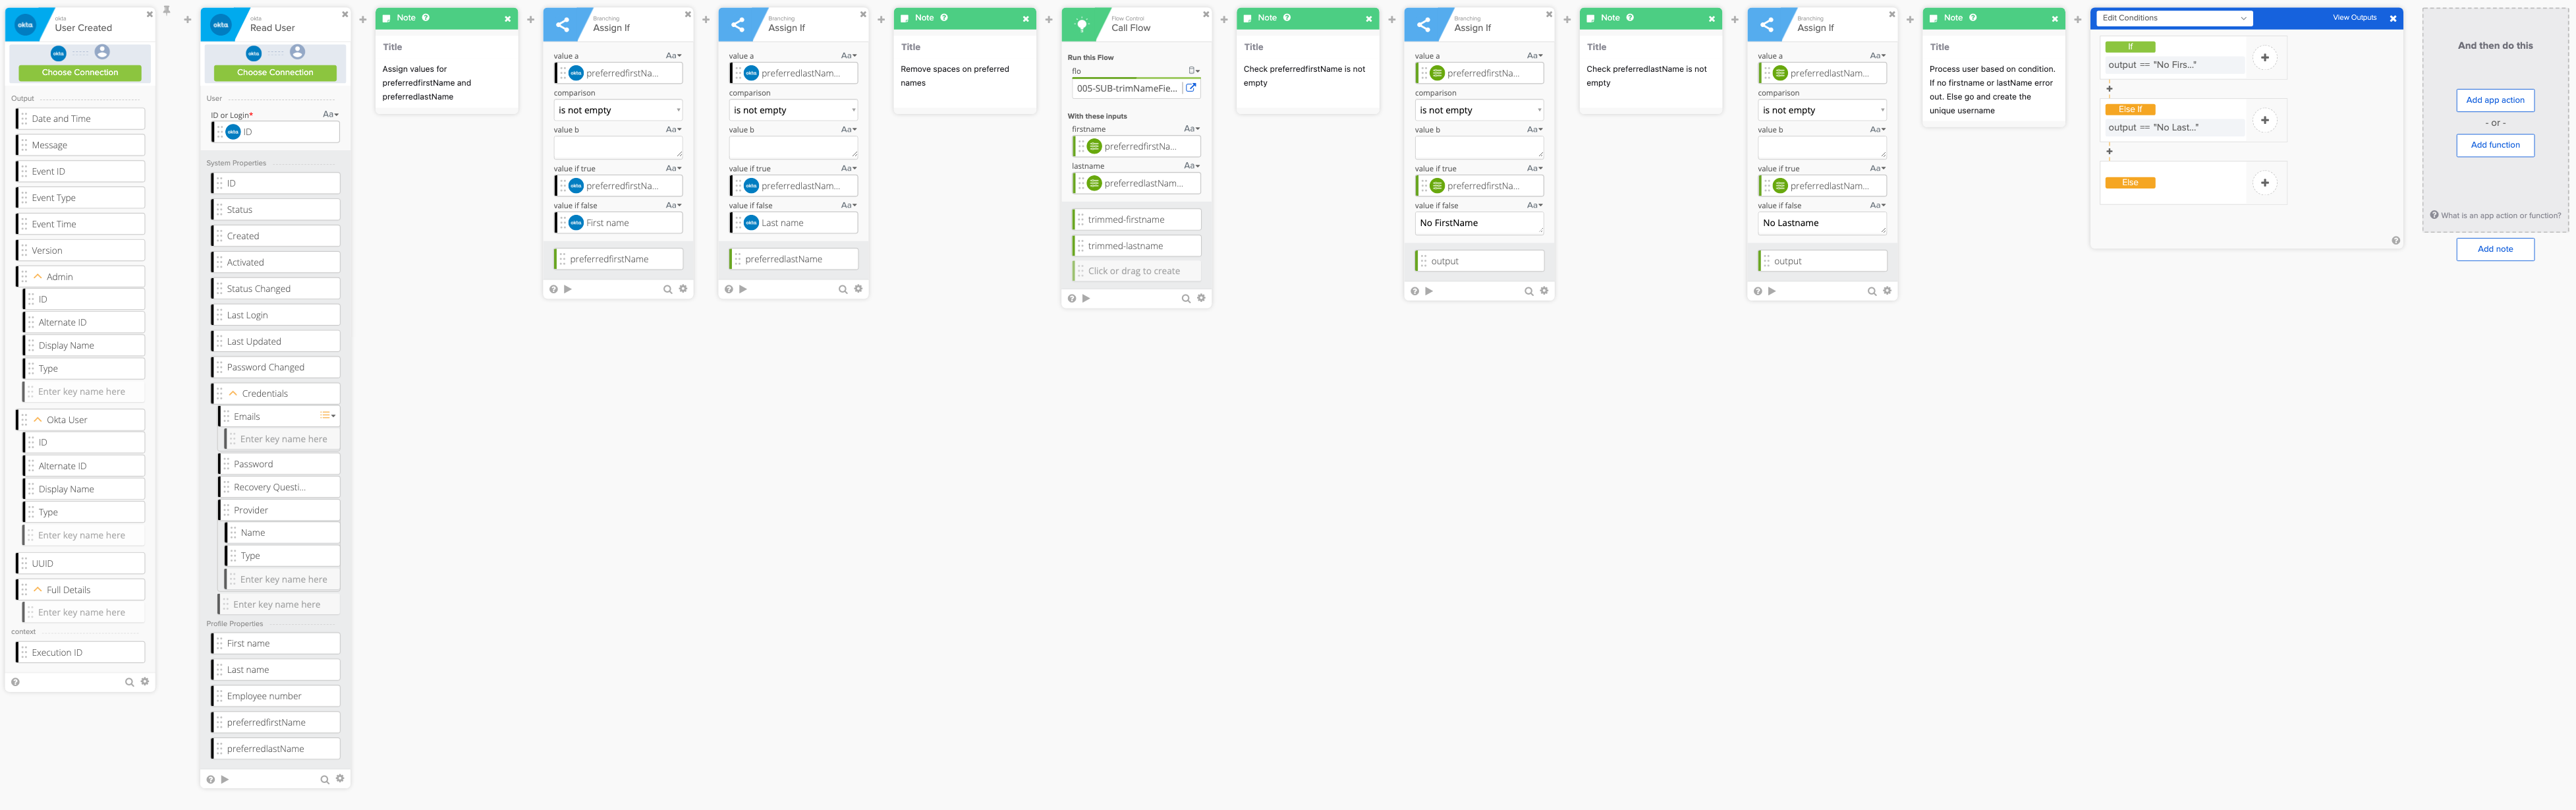 okta
okta
User Created
okta
Choose Connection
Output
Date and Time
Message
Event ID
Event Type
Event Time
Version
Admin
ID
Alternate ID
Display Name
Type
Enter key name here
Okta User
ID
Alternate ID
Display Name
Type
Enter key name here
UUID
Full Details
Enter key name here
context
Execution ID
okta
okta
Read User
okta
Choose Connection
User
ID or Login*
Aa
okta
ID
System Properties
ID
Status
Created
Activated
Status Changed
Last Login
Last Updated
Password Changed
Credentials
Emails
Enter key name here
Password
Recovery Questi...
Provider
Name
Type
Enter key name here
Enter key name here
Profile Properties
First name
Last name
Employee number
preferredfirstName
preferredlastName
Note
Title
Assign values for
preferredfirstName and
preferredlastName
Branching
Assign If
value a
Aa
okta
preferredfirstNa...
comparison
is not empty
value b
Aa
value if true
Aa
okta
preferredfirstNa...
value if false
Aa
okta
First name
preferredfirstName
Branching
Assign If
value a
Aa
okta
preferredlastNam...
comparison
is not empty
value b
Aa
value if true
Aa
okta
preferredlastNam...
value if false
Aa
okta
Last name
preferredlastName
Note
Title
Remove spaces on preferred
names
Flow Control
Call Flow
Run this Flow
flo
005-SUB-trimNameFie...
With these inputs
firstname
Aa
preferredfirstNa...
lastname
Aa
preferredlastNam...
trimmed-firstname
trimmed-lastname
Click or drag to create
Note
Title
Check preferredfirstName is not
empty
Branching
Assign If
value a
Aa
preferredfirstNa...
comparison
is not empty
value b
Aa
value if true
Aa
preferredfirstNa...
value if false
Aa
No FirstName
output
Note
Title
Check preferredlastName is not
empty
Branching
Assign If
value a
Aa
preferredlastNam...
comparison
is not empty
value b
Aa
value if true
Aa
preferredlastNam...
value if false
Aa
No Lastname
output
Note
Title
Process user based on condition.
If no firstname or lastName error
out. Else go and create the
unique username
Edit Conditions
View Outputs
If
output == "No Firs..."
Else If
output == "No Last..."
Else
And then do this
Add app action
- or -
Add function
What is an app action or function?
Add note